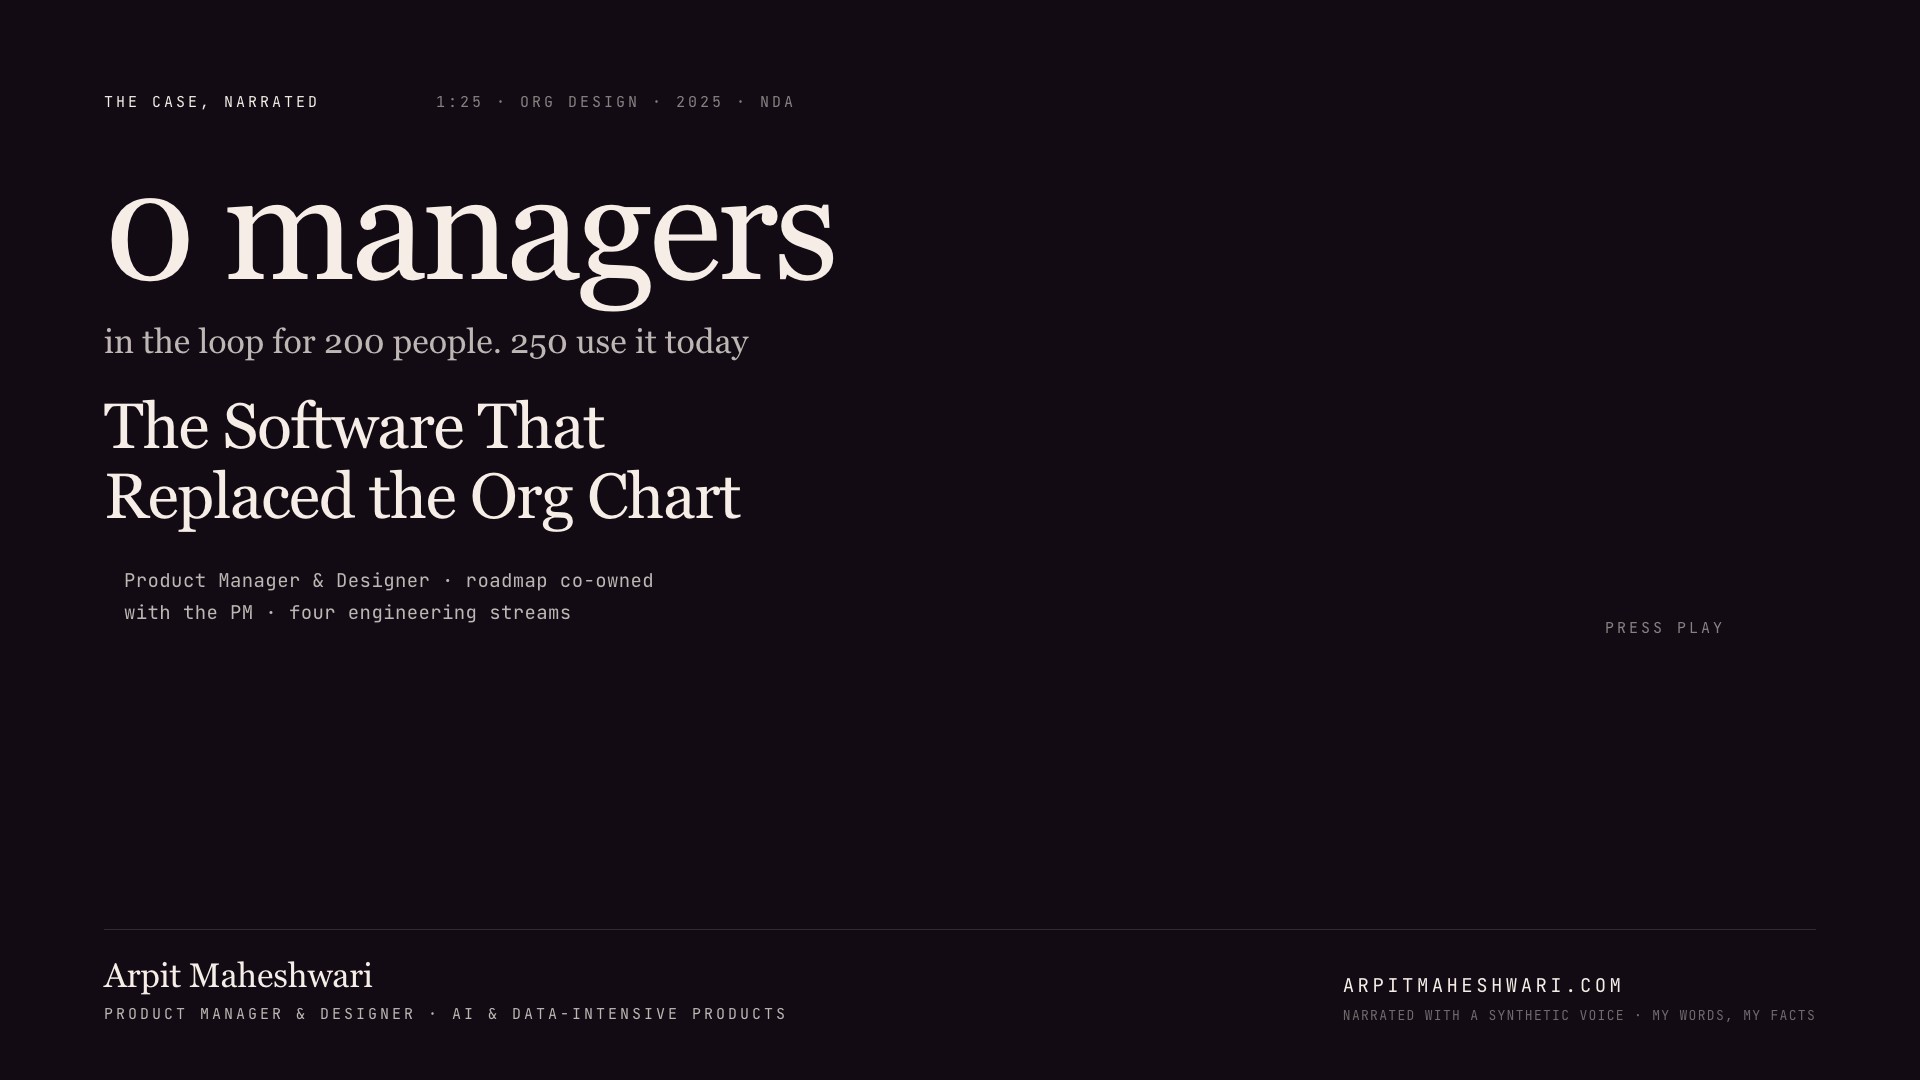 THE CASE, NARRATED
1:25 · ORG DESIGN · 2025 · NDA
0 managers
in the loop for 200 people. 250 use it today
The Software That
Replaced the Org Chart
Product Manager & Designer · roadmap co-owned
with the PM · four engineering streams
PRESS PLAY
Arpit Maheshwari
PRODUCT MANAGER & DESIGNER · AI & DATA-INTENSIVE PRODUCTS
ARPITMAHESHWARI.COM
NARRATED WITH A SYNTHETIC VOICE · MY WORDS, MY FACTS